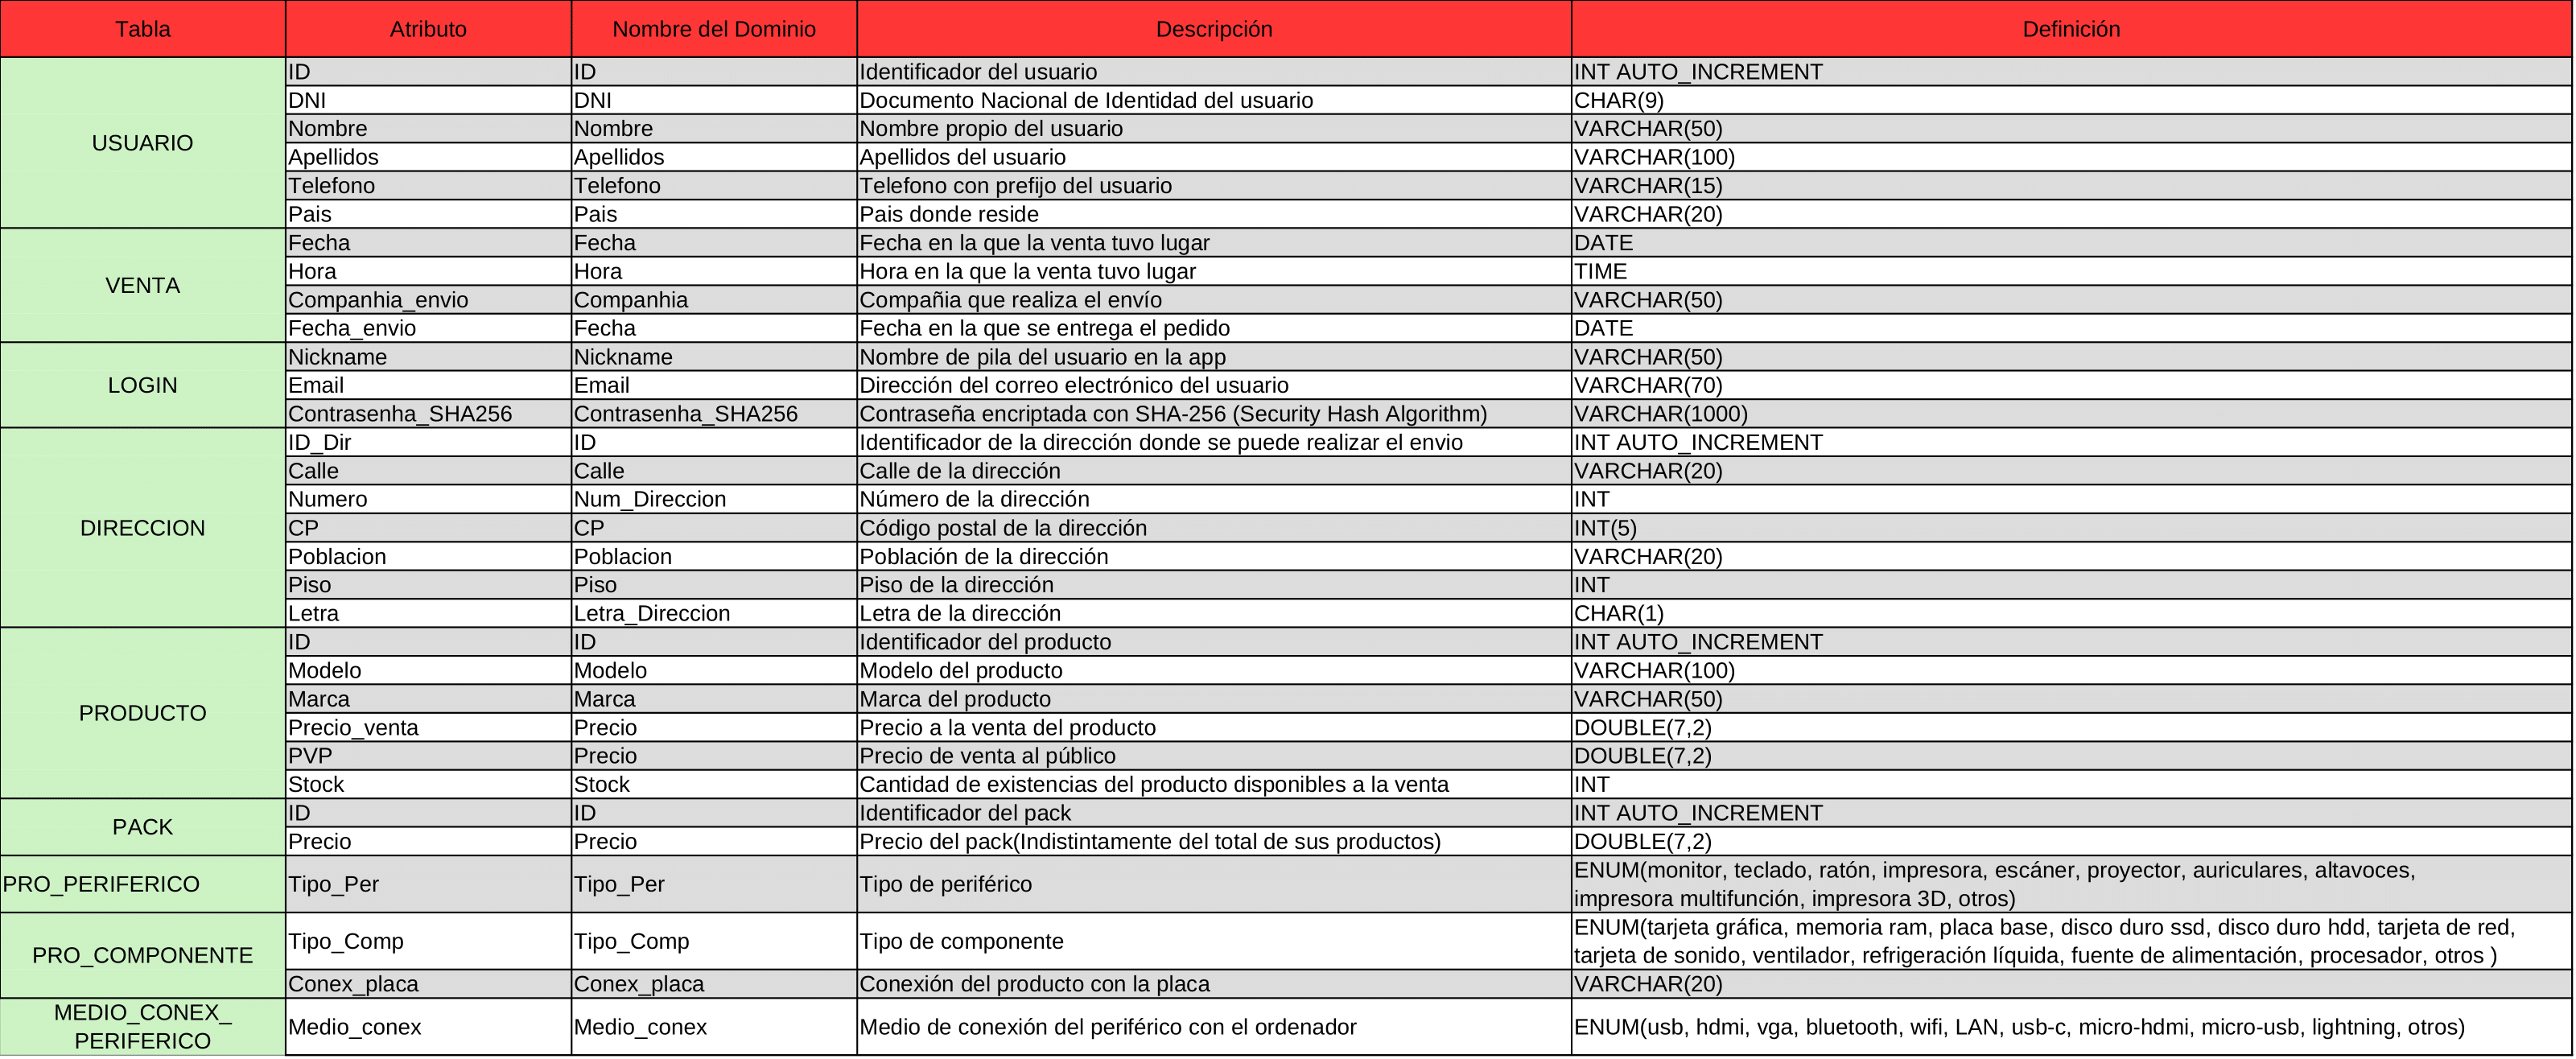 Tabla Atributo Nombre del Dominio Descripción Definición
USUARIO
ID ID Identificador del usuario INT AUTO_INCREMENT
DNI DNI Documento Nacional de Identidad del usuario CHAR(9)
Nombre Nombre Nombre propio del usuario VARCHAR(50)
Apellidos Apellidos Apellidos del usuario VARCHAR(100)
Telefono Telefono Telefono con prefijo del usuario VARCHAR(15)
Pais Pais Pais donde reside VARCHAR(20)
VENTA
Fecha Fecha Fecha en la que la venta tuvo lugar DATE
Hora Hora Hora en la que la venta tuvo lugar TIME
Companhia_envio Companhia Compañia que realiza el envío VARCHAR(50)
Fecha_envio Fecha Fecha en la que se entrega el pedido DATE
LOGIN
Nickname Nickname Nombre de pila del usuario en la app VARCHAR(50)
Email Email Dirección del correo electrónico del usuario VARCHAR(70)
Contrasenha_SHA256 Contrasenha_SHA256 Contraseña encriptada con SHA-256 (Security Hash Algorithm) VARCHAR(1000)
DIRECCION
ID_Dir ID Identificador de la dirección donde se puede realizar el envio INT AUTO_INCREMENT
Calle Calle Calle de la dirección VARCHAR(20)
Numero Num_Direccion Número de la dirección INT
CP CP Código postal de la dirección INT(5)
Poblacion Poblacion Población de la dirección VARCHAR(20)
Piso Piso Piso de la dirección INT
Letra Letra_Direccion Letra de la dirección CHAR(1)
PRODUCTO
ID ID Identificador del producto INT AUTO_INCREMENT
Modelo Modelo Modelo del producto VARCHAR(100)
Marca Marca Marca del producto VARCHAR(50)
Precio_venta Precio Precio a la venta del producto DOUBLE(7,2)
PVP Precio Precio de venta al público DOUBLE(7,2)
Stock Stock Cantidad de existencias del producto disponibles a la venta INT
PACK
ID ID Identificador del pack INT AUTO_INCREMENT
Precio Precio Precio del pack(Indistintamente del total de sus productos) DOUBLE(7,2)
PRO_PERIFERICO Tipo_Per Tipo_Per Tipo de periférico ENUM(monitor, teclado, ratón, impresora, escáner, proyector, auriculares, altavoces,
impresora multifunción, impresora 3D, otros)
PRO_COMPONENTE
Tipo_Comp Tipo_Comp Tipo de componente ENUM(tarjeta gráfica, memoria ram, placa base, disco duro ssd, disco duro hdd, tarjeta de red,
tarjeta de sonido, ventilador, refrigeración líquida, fuente de alimentación, procesador, otros )
Conex_placa Conex_placa Conexión del producto con la placa VARCHAR(20)
MEDIO_CONEX_
PERIFERICO
Medio_conex Medio_conex Medio de conexión del periférico con el ordenador ENUM(usb, hdmi, vga, bluetooth, wifi, LAN, usb-c, micro-hdmi, micro-usb, lightning, otros)